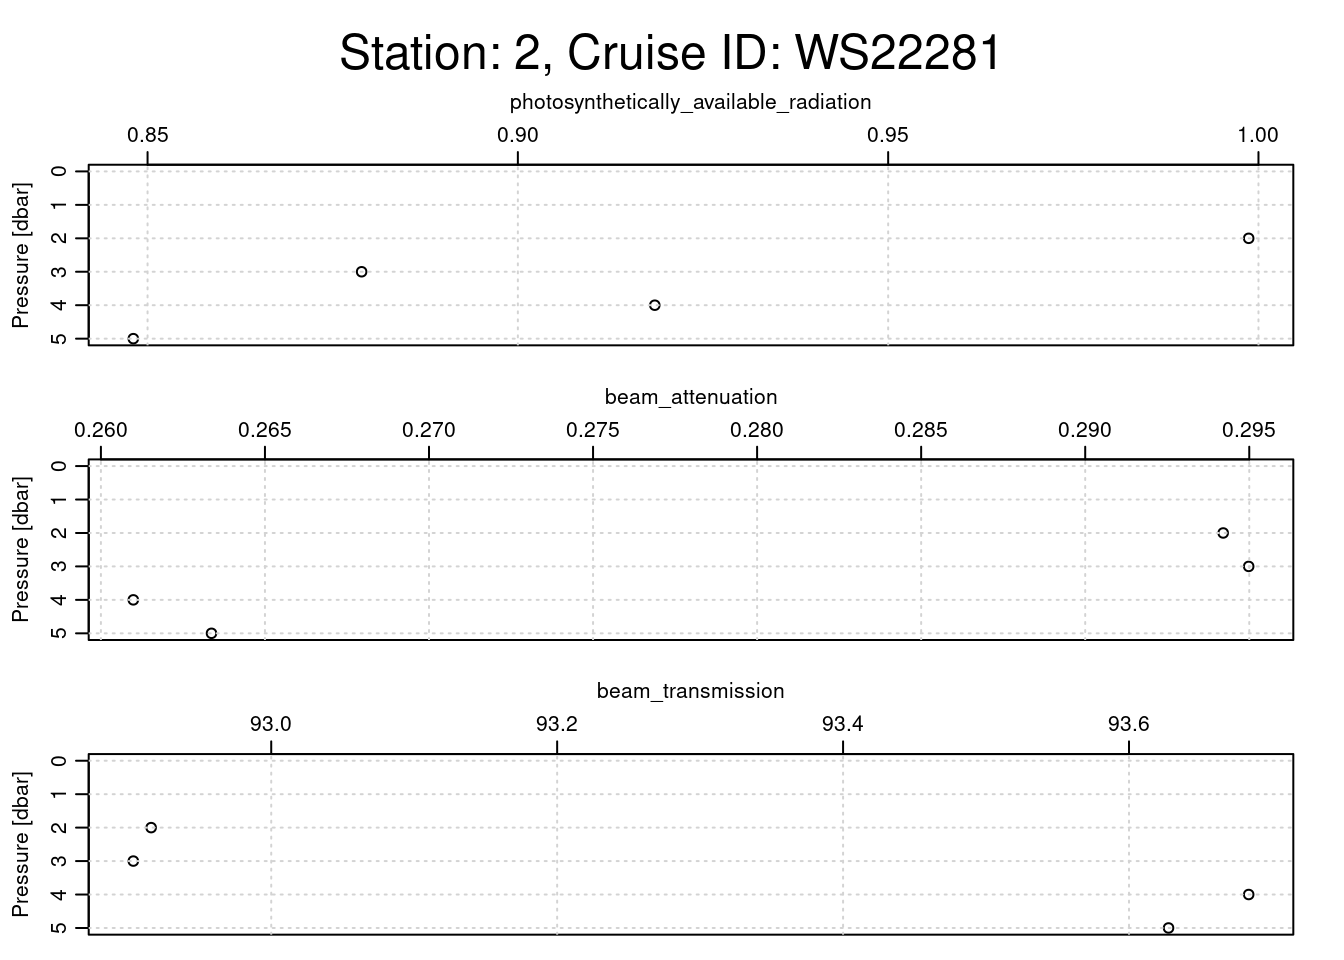 Station: 2, Cruise ID: WS22281
photosynthetically_available_radiation
0.85 0.90 0.95 1.00
Pressure [dbar]
0
1
2
3
4
5
beam_attenuation
0.260 0.265 0.270 0.275 0.280 0.285 0.290 0.295
Pressure [dbar]
0
1
2
3
4
5
beam_transmission
93.0 93.2 93.4 93.6
Pressure [dbar]
0
1
2
3
4
5